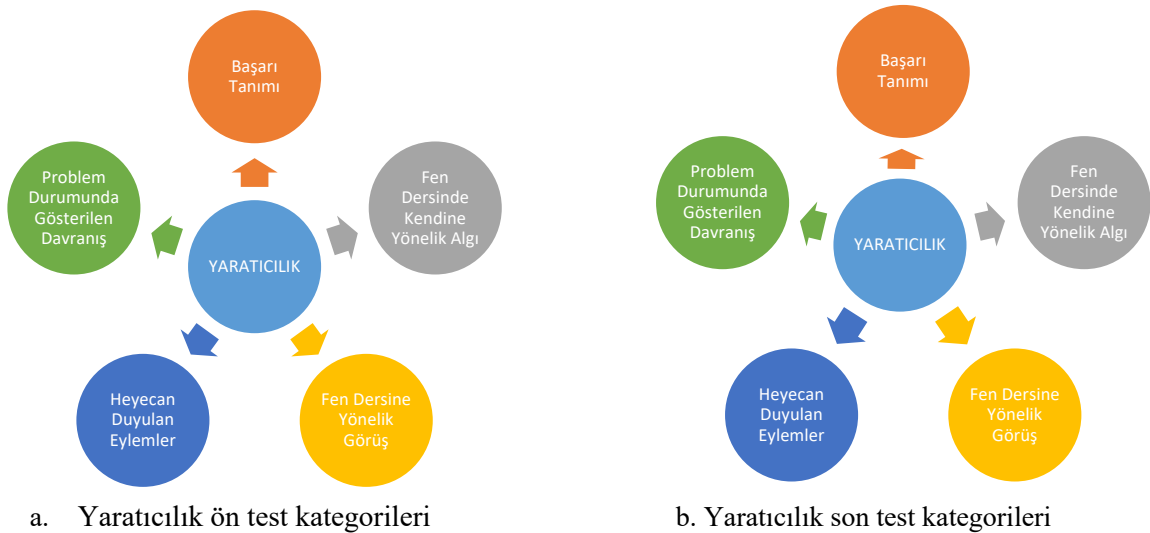 Başarı
Tanımı
Fen
Dersinde
Kendine
Yönelik Algı
Fen Dersine
Yönelik
Görüş
Heyecan
Duyulan
Eylemler
Problem
Durumunda
Gösterilen
Davranış
YARATICILIK
a. Yaratıcılık ön test kategorileri
Başarı
Tanımı
Fen
Dersinde
Kendine
Yönelik Algı
Fen Dersine
Yönelik
Görüş
Heyecan
Duyulan
Eylemler
Problem
Durumunda
Gösterilen
Davranış
YARATICILIK
b. Yaratıcılık son test kategorileri